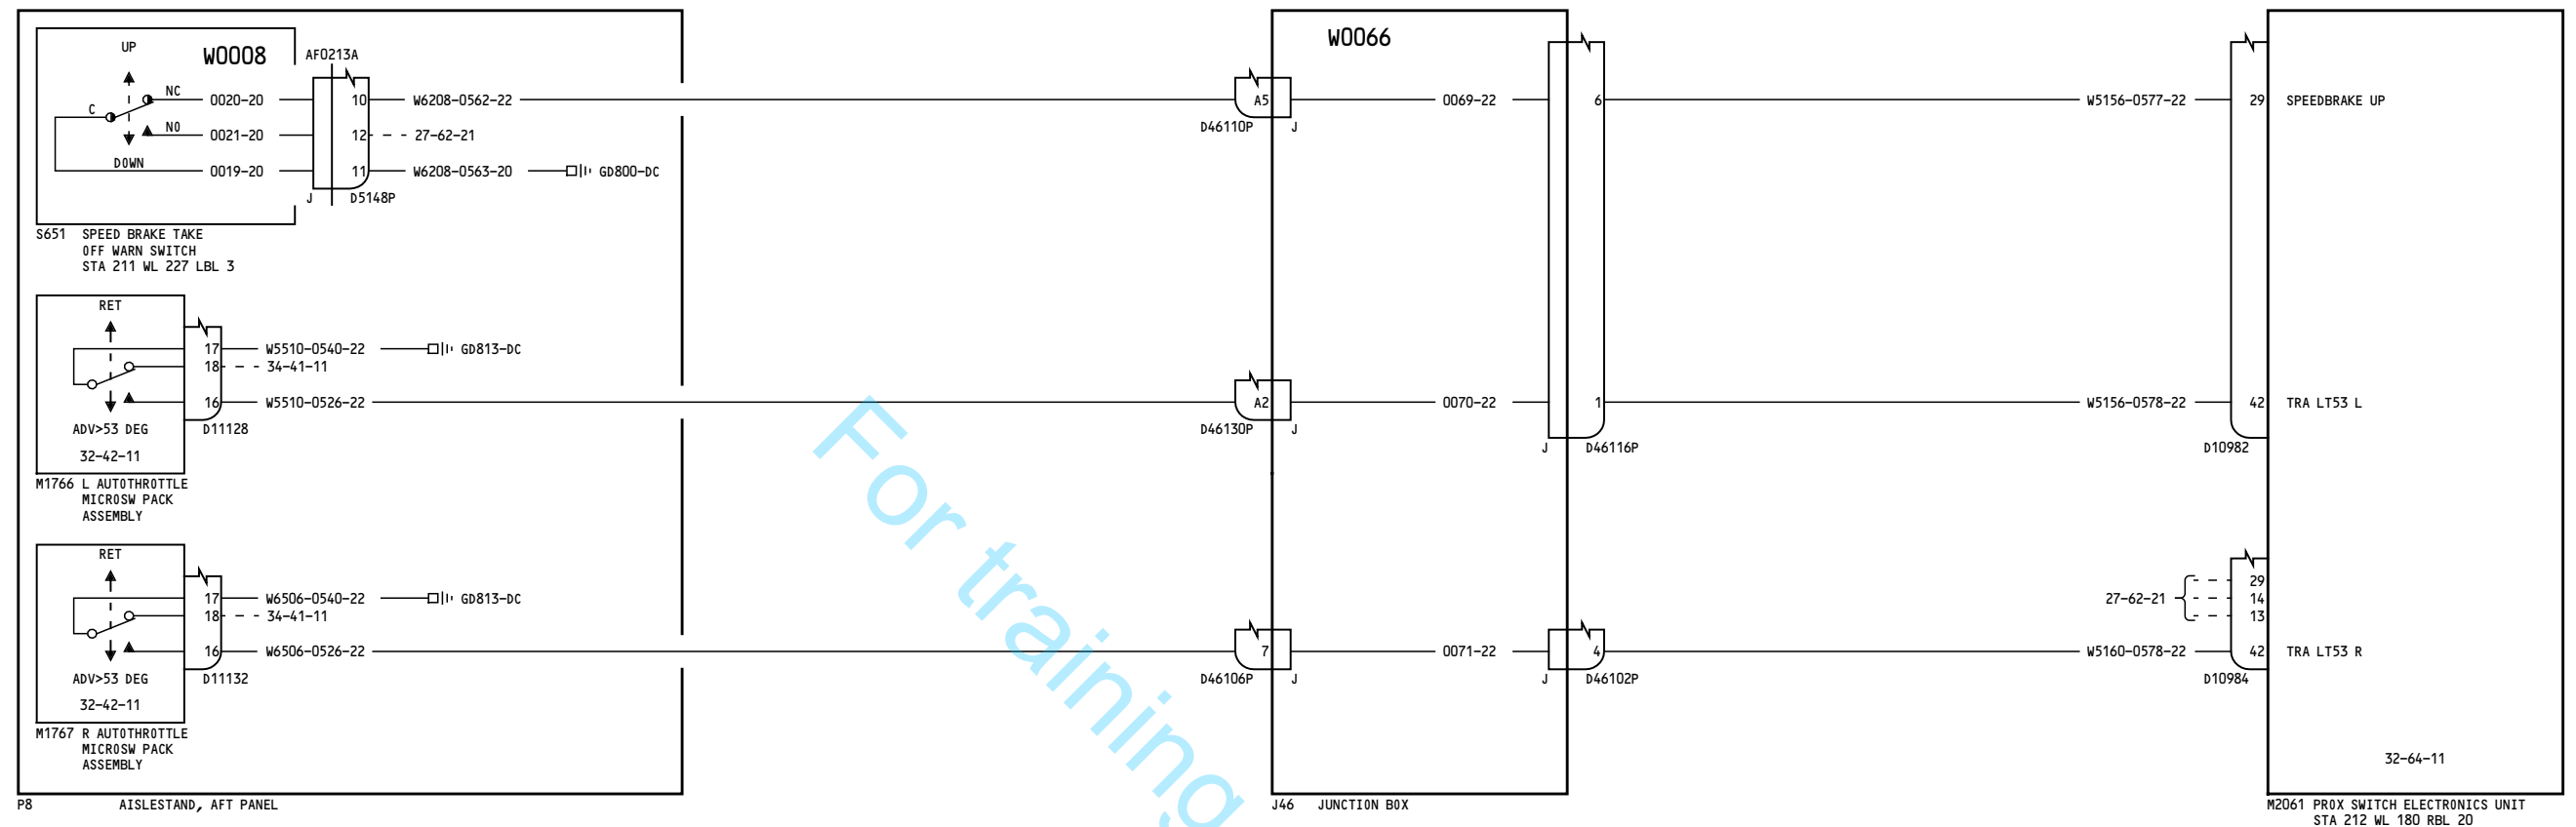 UP
W0008
AF0213A
W0066
C
NC
0020-20
10
W6208-0562-22
A5
0069-22
6
W5156-0577-22
29
SPEEDBRAKE UP
D46110P
J
NO
0021-20
12
27-62-21
DOWN
0019-20
11
W6208-0563-20
GD800-DC
J
D5148P
S651 SPEED BRAKE TAKE
OFF WARN SWITCH
STA 211 WL 227 LBL 3
RET
17
W5510-0540-22
GD813-DC
18
34-41-11
16
W5510-0526-22
A2
0070-22
1
W5156-0578-22
42
TRA LT53 L
ADV>53 DEG
D11128
D46130P
J
J
D46116P
D10982
32-42-11
M1766 L AUTOTHROTTLE
MICROSW PACK
ASSEMBLY
For training
RET
29
17
W6506-0540-22
GD813-DC
27-62-21
14
18
34-41-11
13
16
W6506-0526-22
7
0071-22
4
W5160-0578-22
42
TRA LT53 R
ADV>53 DEG
D11132
D46106P
J
J
D46102P
D10984
32-42-11
M1767 R AUTOTHROTTLE
MICROSW PACK
ASSEMBLY
32-64-11
P8 AISLESTAND, AFT PANEL
J46 JUNCTION BOX
M2061 PROX SWITCH ELECTRONICS UNIT
STA 212 WL 180 RBL 20